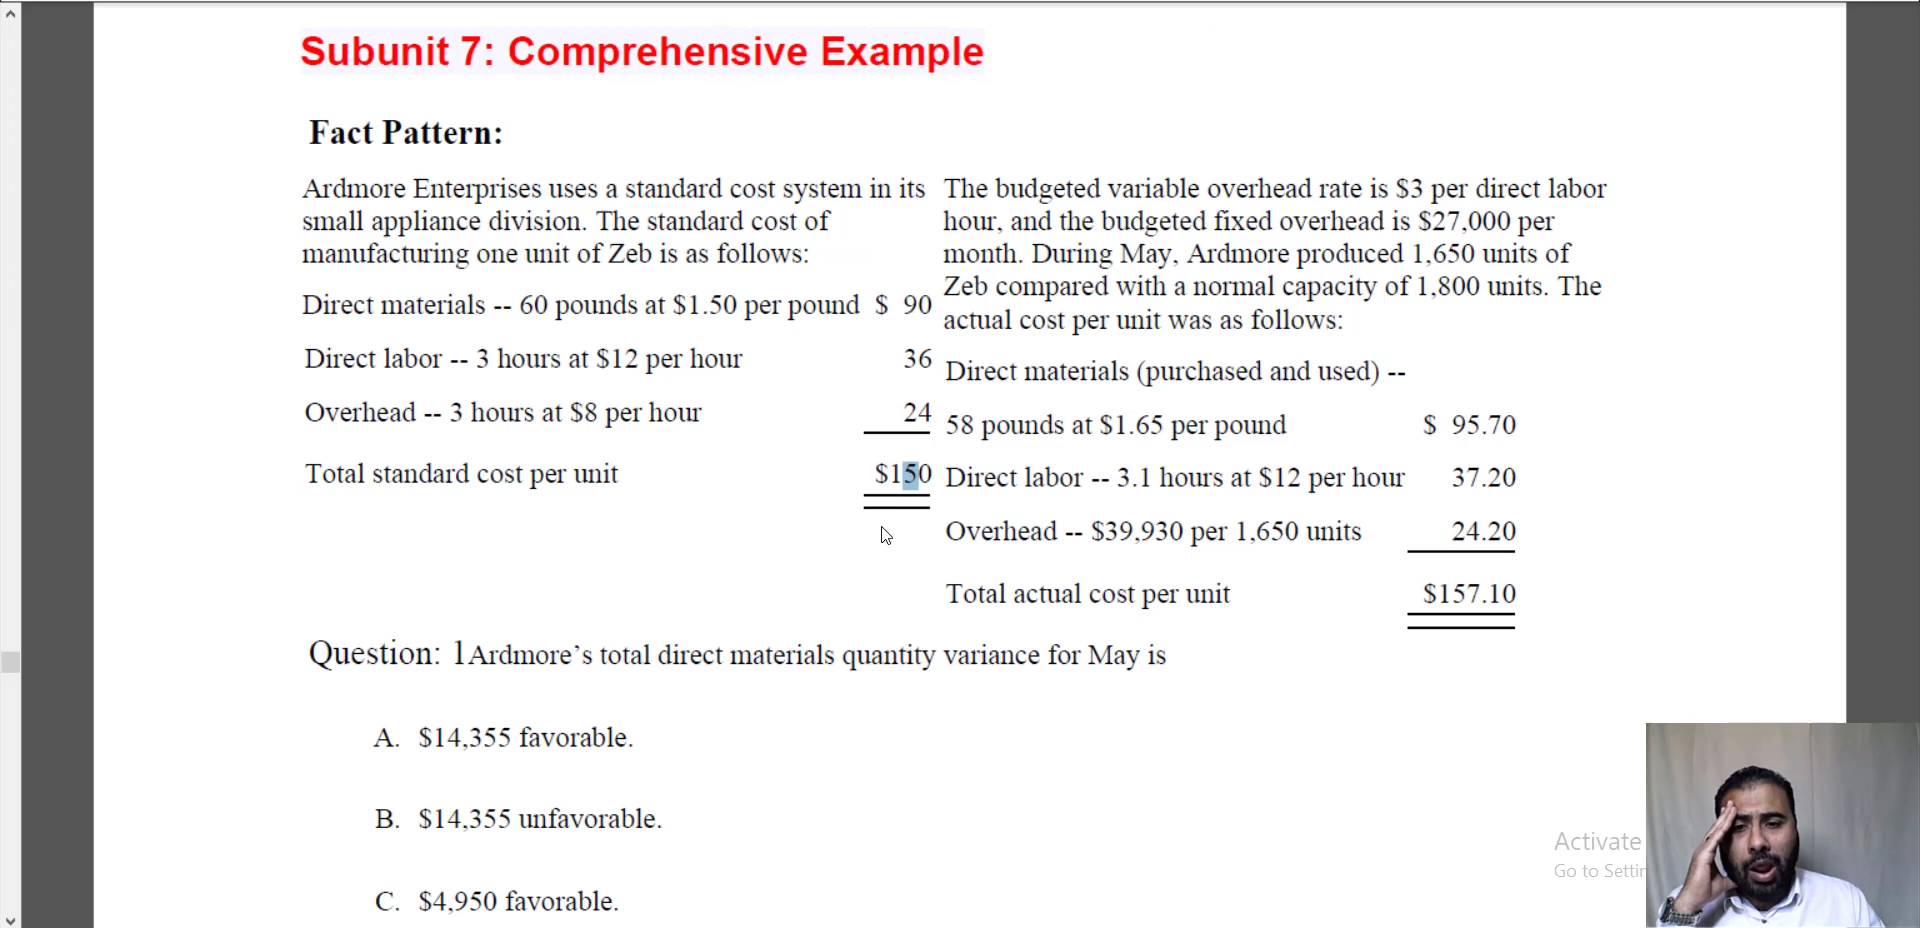 Subunit 7: Comprehensive Example
Fact Pattern:
Ardmore Enterprises uses a standard cost system in its
small appliance division. The standard cost of
manufacturing one unit of Zeb is as follows:
Direct materials -- 60 pounds at $1.50 per pound $ 90
Direct labor -- 3 hours at $12 per hour 36
Overhead -- 3 hours at $8 per hour 24
Total standard cost per unit $150
The budgeted variable overhead rate is $3 per direct labor
hour, and the budgeted fixed overhead is $27,000 per
month. During May, Ardmore produced 1,650 units of
Zeb compared with a normal capacity of 1,800 units. The
actual cost per unit was as follows:
Direct materials (purchased and used) --
58 pounds at $1.65 per pound $ 95.70
Direct labor -- 3.1 hours at $12 per hour 37.20
Overhead -- $39,930 per 1,650 units 24.20
Total actual cost per unit $157.10
Question: 1Ardmore’s total direct materials quantity variance for May is
A. $14,355 favorable.
B. $14,355 unfavorable.
C. $4,950 favorable.
Activate
Go to Settin